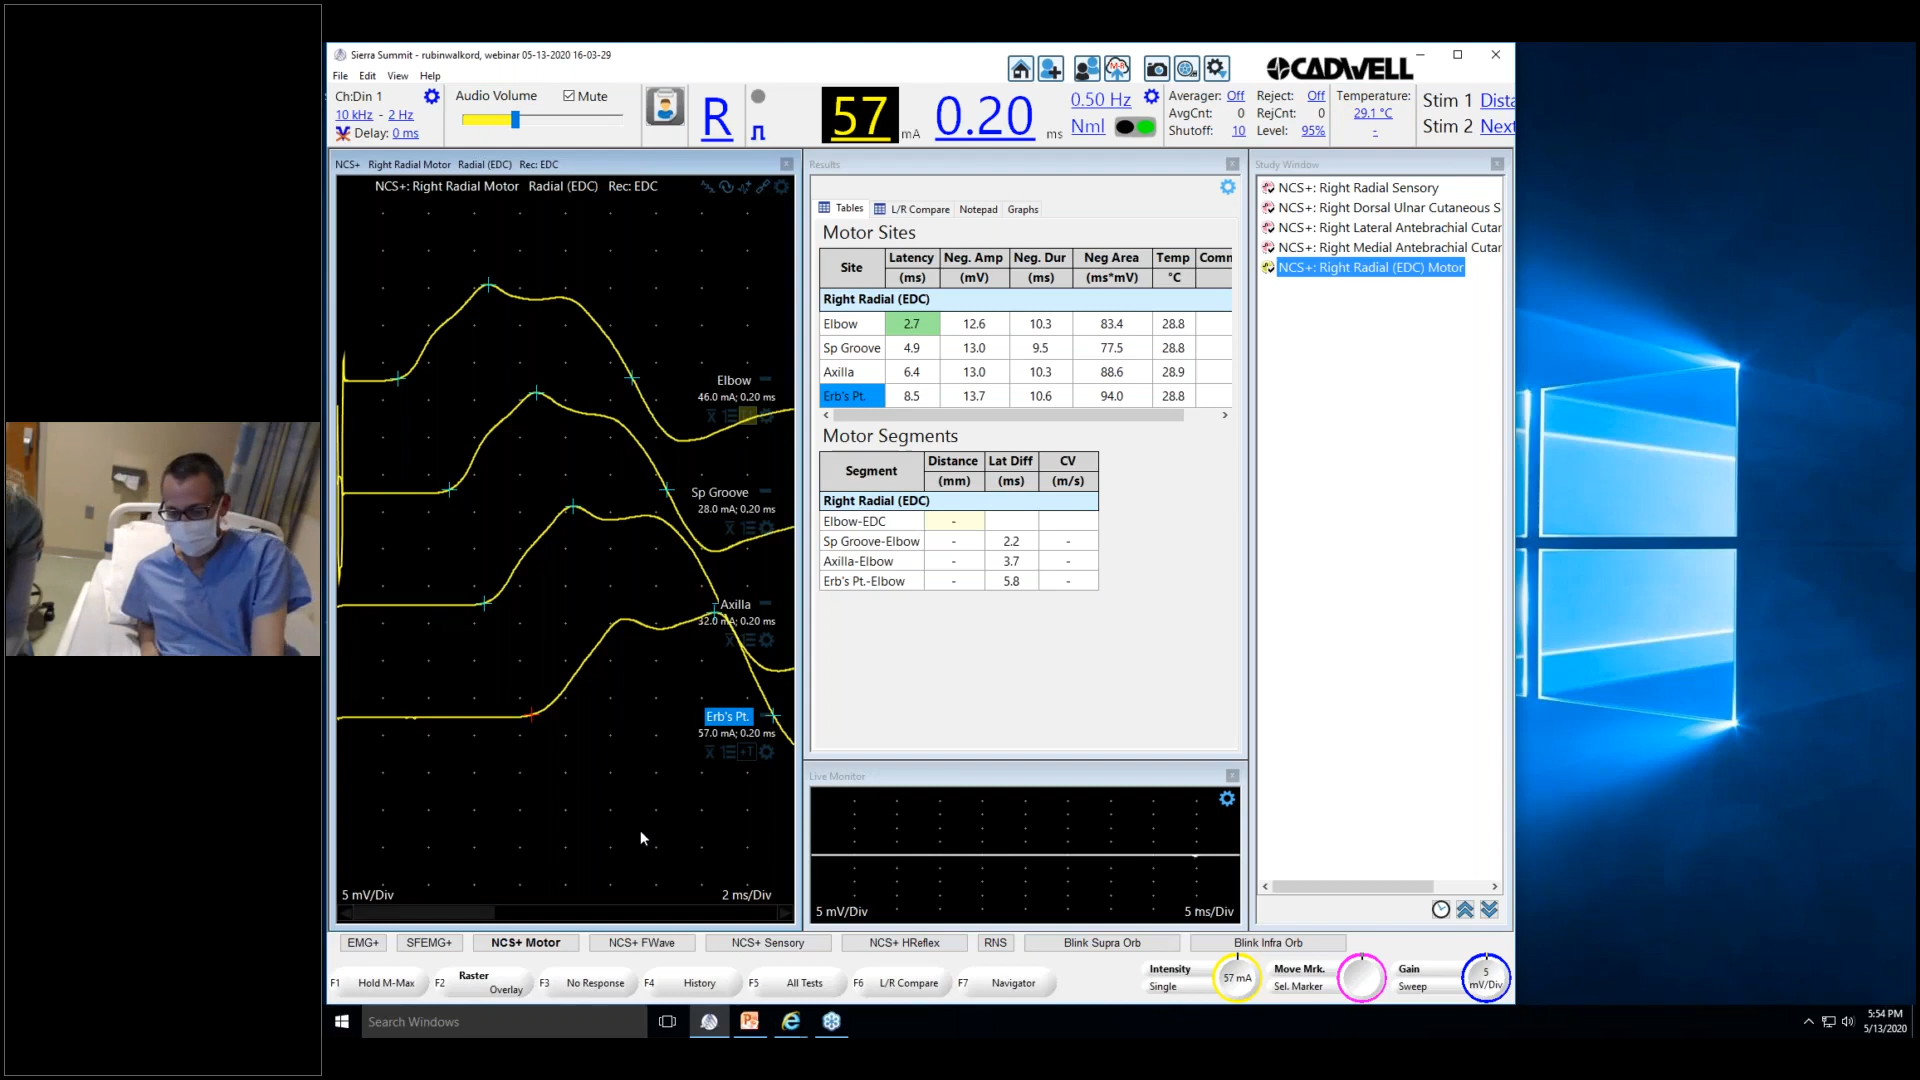 Sierra Summit - rubinwalkord, webinar 05-13-2020 16-03-29
File Edit View Help
CADWELL
Ch:Din 1
10 kHz - 2 Hz
Delay: 0 ms
Audio Volume Mute
R
57 mA
0.20 ms
0.50 Hz
Nml
Averager: Off
AvgCnt: 0
Shutoff: 10
Reject: Off
RejCnt: 0
Level: 95%
Temperature:
29.1 °C
-
Stim 1 Dista
Stim 2 Next
NCS+ Right Radial Motor Radial (EDC) Rec: EDC
NCS+: Right Radial Motor Radial (EDC) Rec: EDC
Elbow
46.0 mA; 0.20 ms
Sp Groove
28.0 mA; 0.20 ms
Axilla
32.0 mA; 0.20 ms
Erb's Pt.
57.0 mA; 0.20 ms
5 mV/Div 2 ms/Div
Results
Tables L/R Compare Notepad Graphs
Motor Sites
Site Latency Neg. Amp Neg. Dur Neg Area Temp Comm
(ms) (mV) (ms) (ms*mV) °C
Right Radial (EDC)
Elbow 2.7 12.6 10.3 83.4 28.8
Sp Groove 4.9 13.0 9.5 77.5 28.8
Axilla 6.4 13.0 10.3 88.6 28.9
Erb's Pt. 8.5 13.7 10.6 94.0 28.8
Motor Segments
Segment Distance Lat Diff CV
(mm) (ms) (m/s)
Right Radial (EDC)
Elbow-EDC -
Sp Groove-Elbow - 2.2 -
Axilla-Elbow - 3.7 -
Erb's Pt.-Elbow - 5.8 -
Live Monitor
5 mV/Div 5 ms/Div
Study Window
NCS+: Right Radial Sensory
NCS+: Right Dorsal Ulnar Cutaneous S
NCS+: Right Lateral Antebrachial Cutar
NCS+: Right Medial Antebrachial Cutar
NCS+: Right Radial (EDC) Motor
EMG+ SFEMG+ NCS+ Motor NCS+ FWave NCS+ Sensory NCS+ HReflex RNS Blink Supra Orb Blink Infra Orb
F1 Hold M-Max F2 Raster Overlay F3 No Response F4 History F5 All Tests F6 L/R Compare F7 Navigator
Intensity
Single
57 mA
Move Mrk.
Sel. Marker
Gain
Sweep
5
mV/Div
Search Windows
5:54 PM
5/13/2020